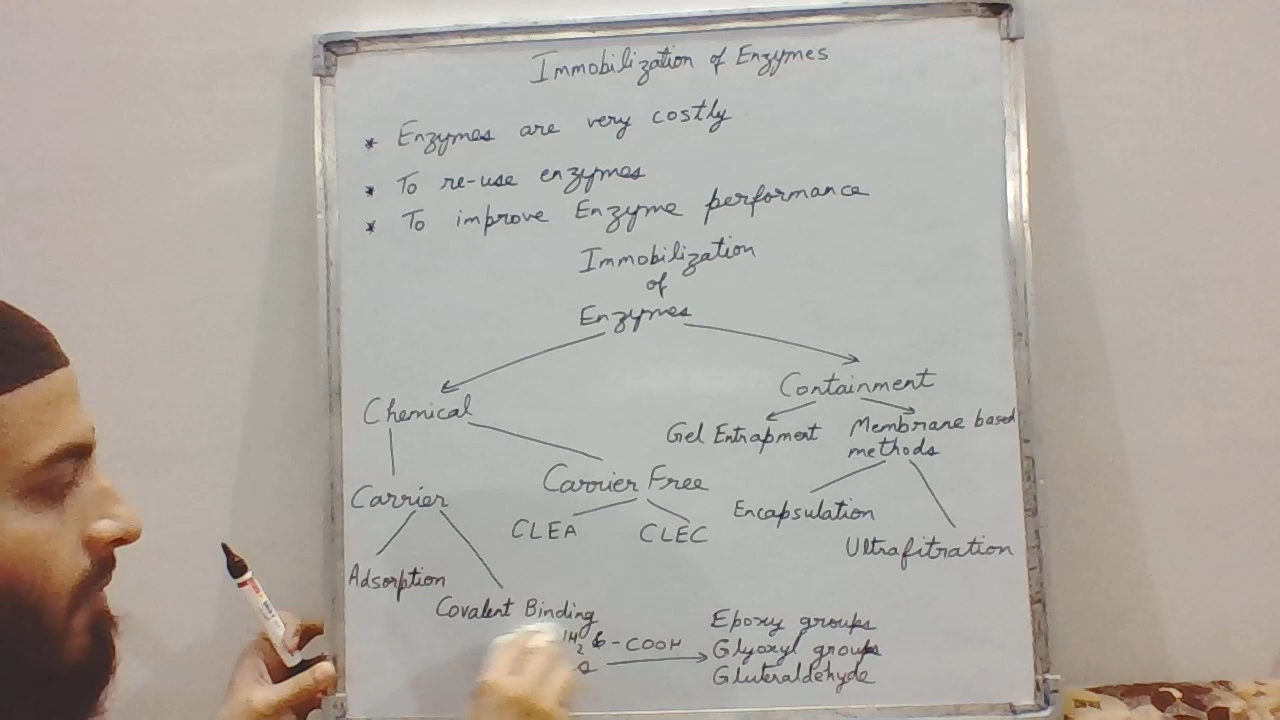 Immobilization of Enzymes
* Enzymes are very costly
* To re-use enzymes
* To improve Enzyme performance
Immobilization
of
Enzymes
Chemical
Containment
Gel Entrapment
Membrane based
methods
Carrier
Carrier Free
Encapsulation
Ultrafitration
CLEA
CLEC
Adsorption
Covalent Binding
-COOH
Epoxy groups
Glyoxyl groups
Gluteraldehyde